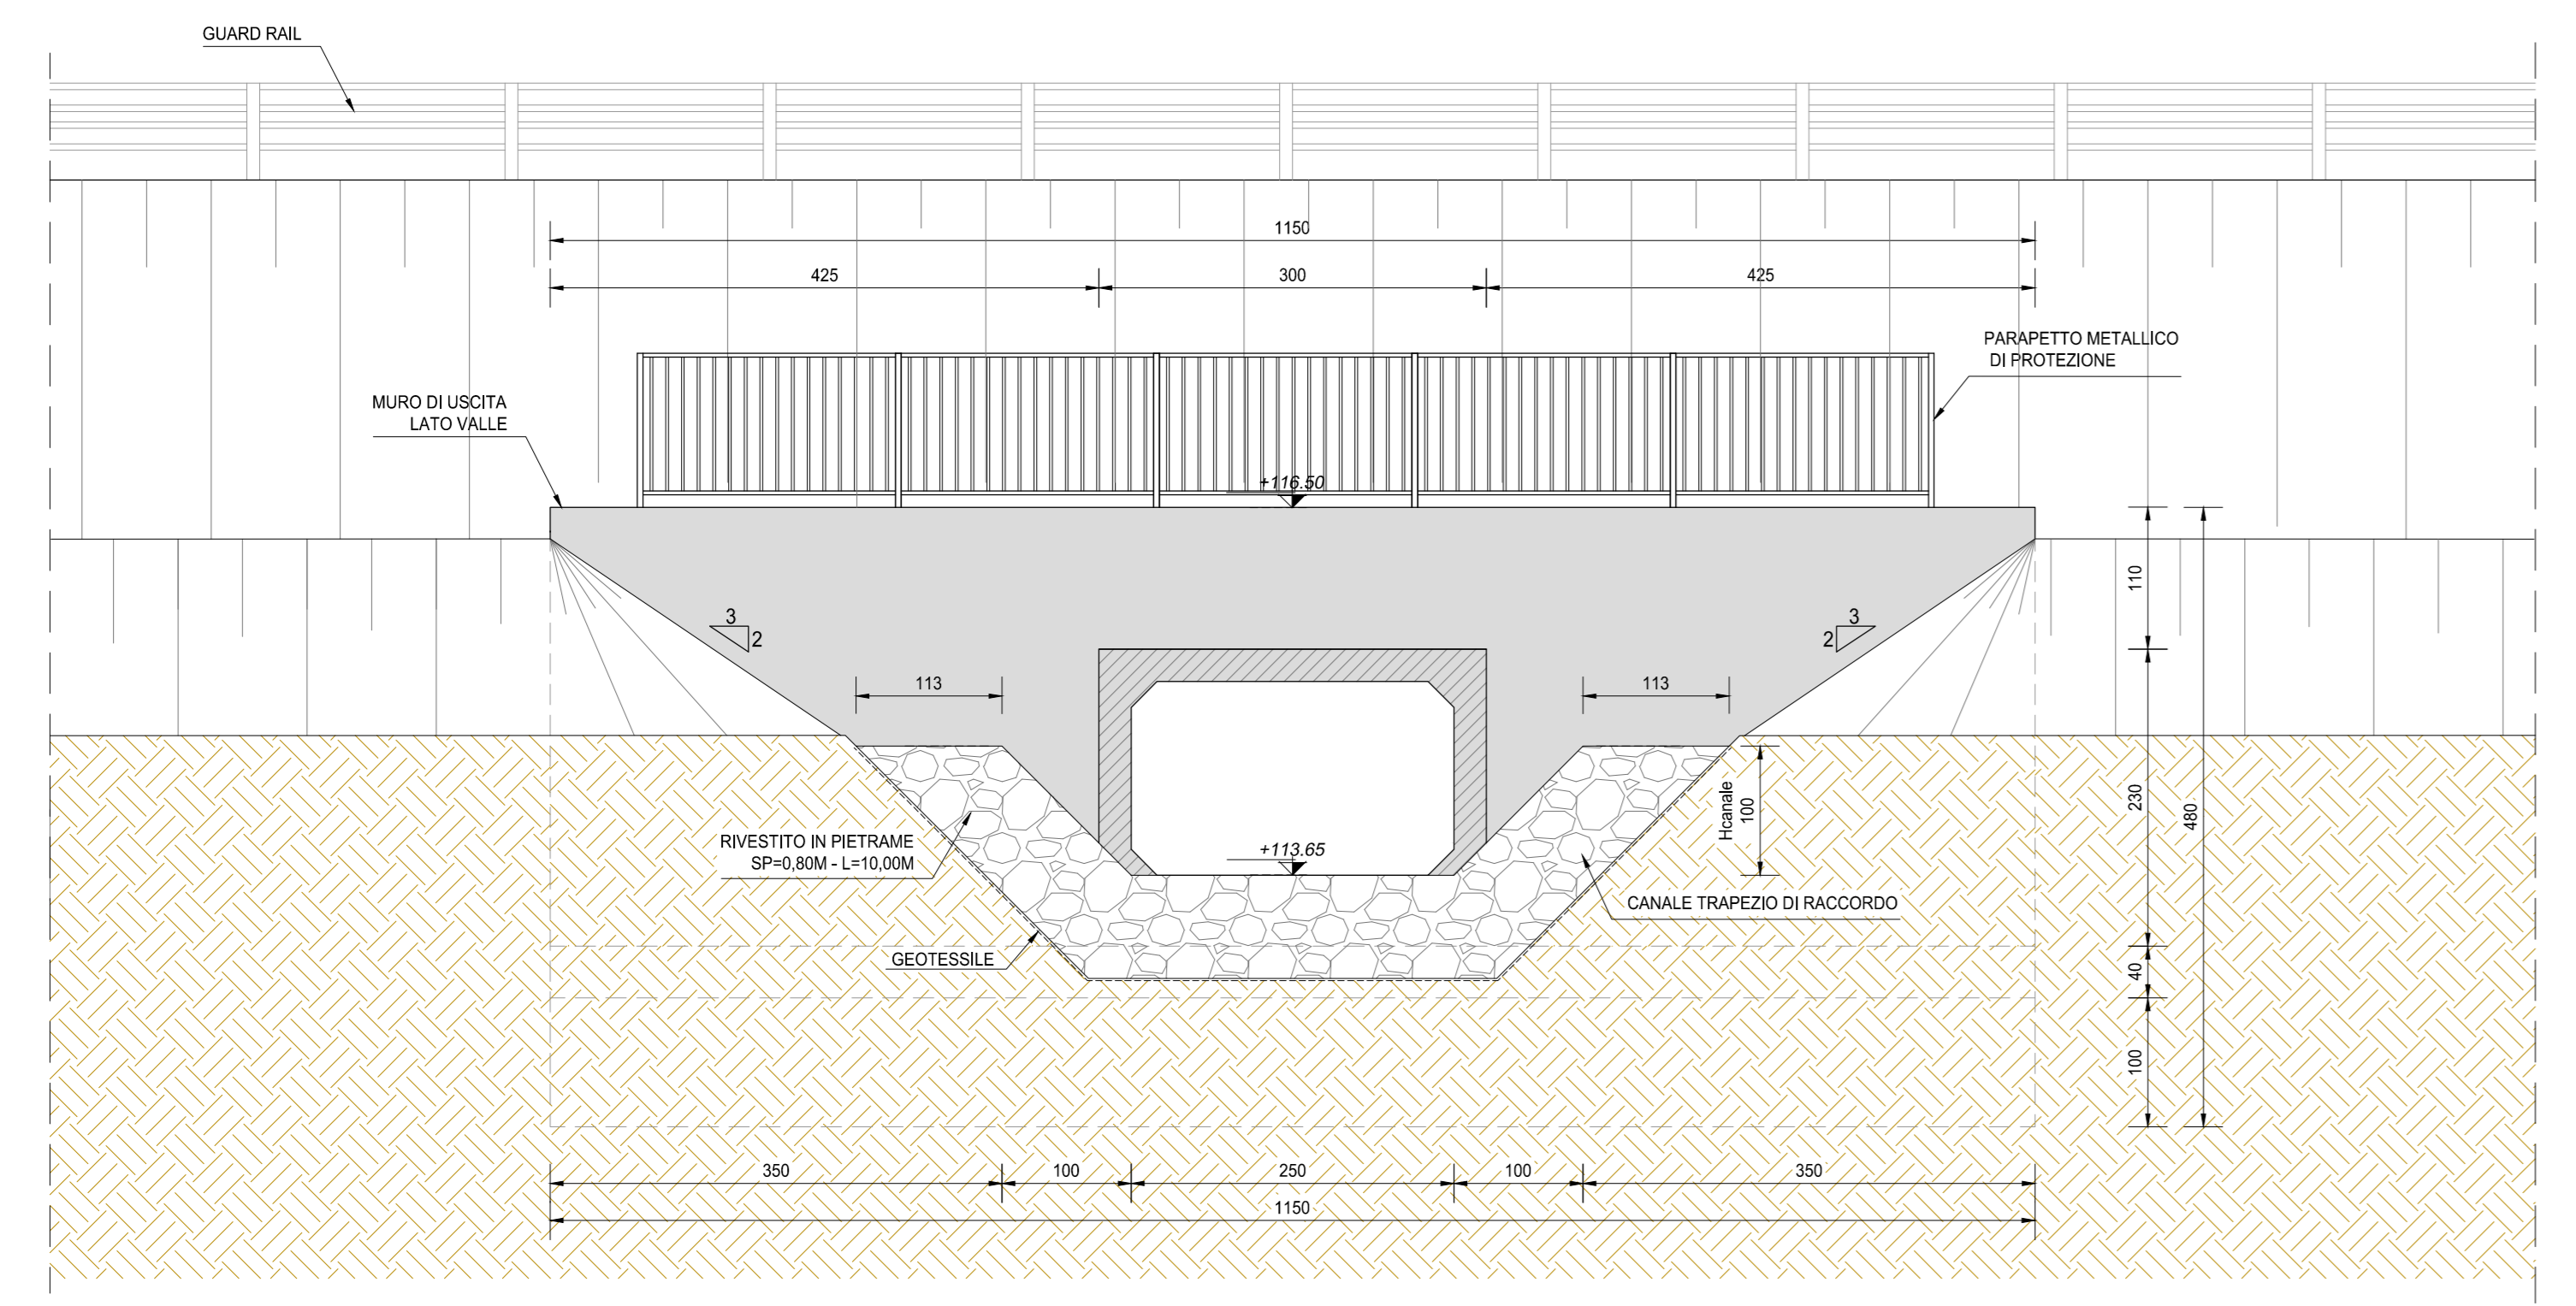 GUARD RAIL
1150
425
300
425
PARAPETTO METALLICO
DI PROTEZIONE
MURO DI USCITA
LATO VALLE
+116.50
110
3
2
3
2
113
113
Hcanale
100
230
480
RIVESTITO IN PIETRAME
SP=0,80M - L=10,00M
+113.65
CANALE TRAPEZIO DI RACCORDO
GEOTESSILE
40
100
350
100
250
100
350
1150